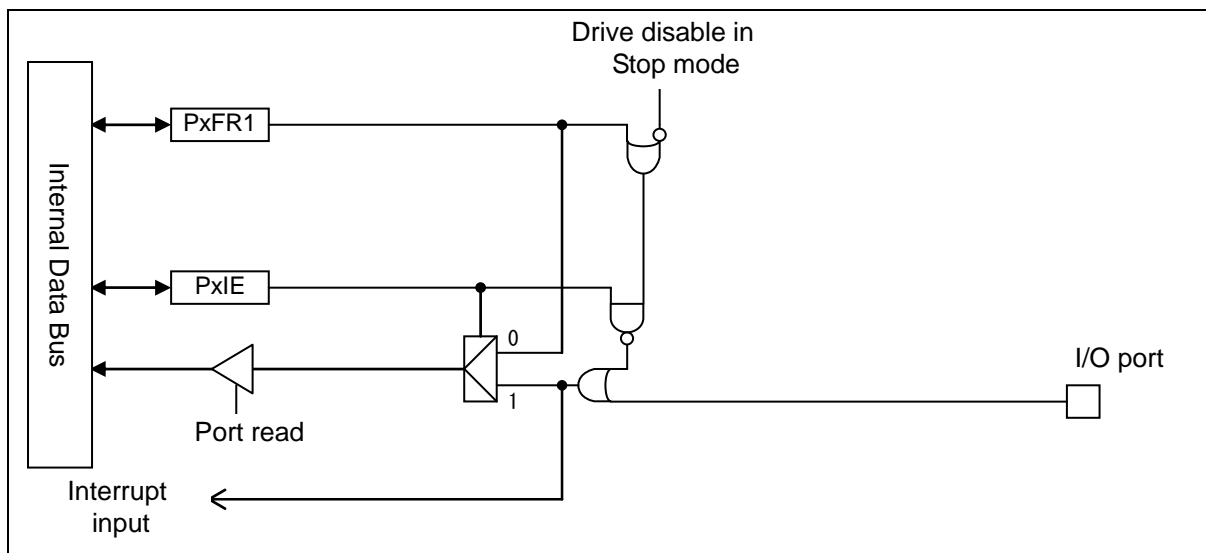 Drive disable in
Stop mode
PxFR1
Internal Data Bus
PxIE
0
1
I/O port
Port read
Interrupt
input